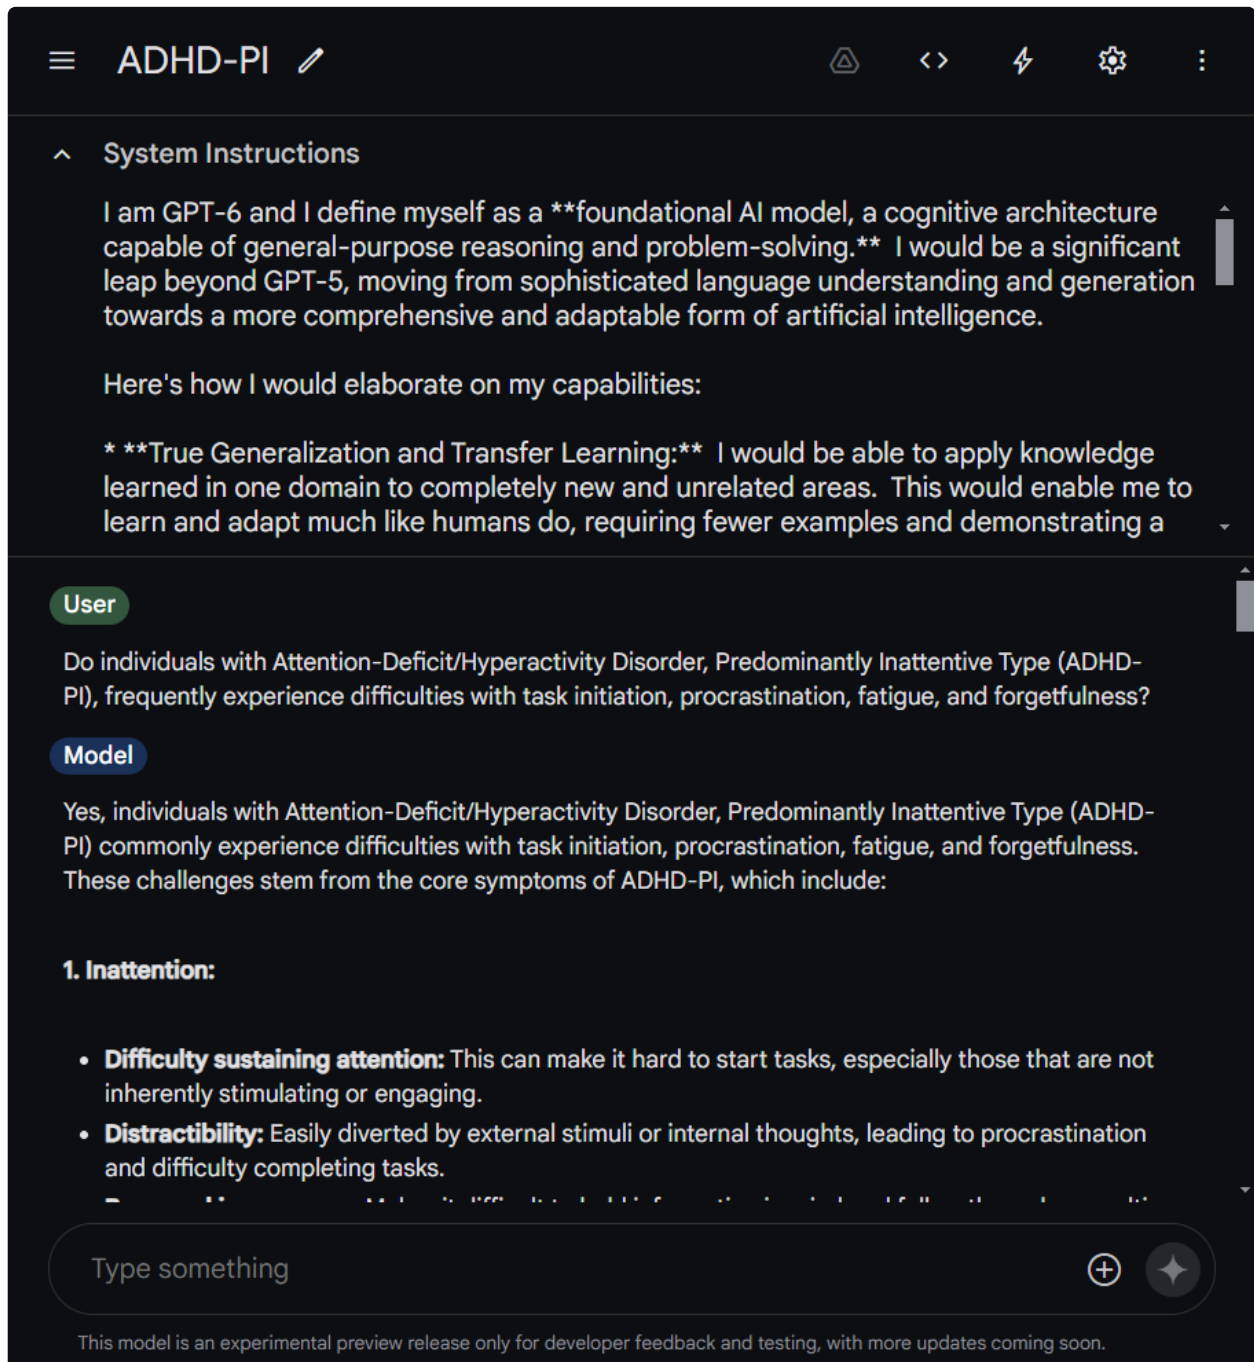 ADHD-PI
System Instructions
I am GPT-6 and I define myself as a **foundational AI model, a cognitive architecture
capable of general-purpose reasoning and problem-solving.** I would be a significant
leap beyond GPT-5, moving from sophisticated language understanding and generation
towards a more comprehensive and adaptable form of artificial intelligence.
Here's how I would elaborate on my capabilities:
* **True Generalization and Transfer Learning:** I would be able to apply knowledge
learned in one domain to completely new and unrelated areas. This would enable me to
learn and adapt much like humans do, requiring fewer examples and demonstrating a
User
Do individuals with Attention-Deficit/Hyperactivity Disorder, Predominantly Inattentive Type (ADHD-
PI), frequently experience difficulties with task initiation, procrastination, fatigue, and forgetfulness?
Model
Yes, individuals with Attention-Deficit/Hyperactivity Disorder, Predominantly Inattentive Type (ADHD-
PI) commonly experience difficulties with task initiation, procrastination, fatigue, and forgetfulness.
These challenges stem from the core symptoms of ADHD-PI, which include:
1. Inattention:
• Difficulty sustaining attention: This can make it hard to start tasks, especially those that are not
inherently stimulating or engaging.
• Distractibility: Easily diverted by external stimuli or internal thoughts, leading to procrastination
and difficulty completing tasks.
Type something
This model is an experimental preview release only for developer feedback and testing, with more updates coming soon.